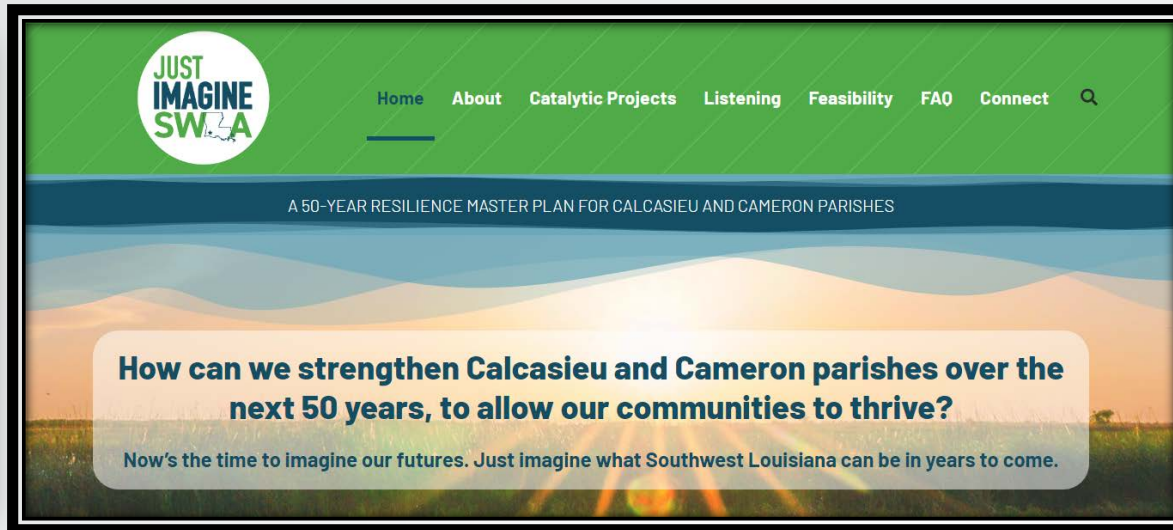 JUST
IMAGINE
SWLA
Home About Catalytic Projects Listening Feasibility FAQ Connect
A 50-YEAR RESILIENCE MASTER PLAN FOR CALCASIEU AND CAMERON PARISHES
How can we strengthen Calcasieu and Cameron parishes over the
next 50 years, to allow our communities to thrive?
Now's the time to imagine our futures. Just imagine what Southwest Louisiana can be in years to come.